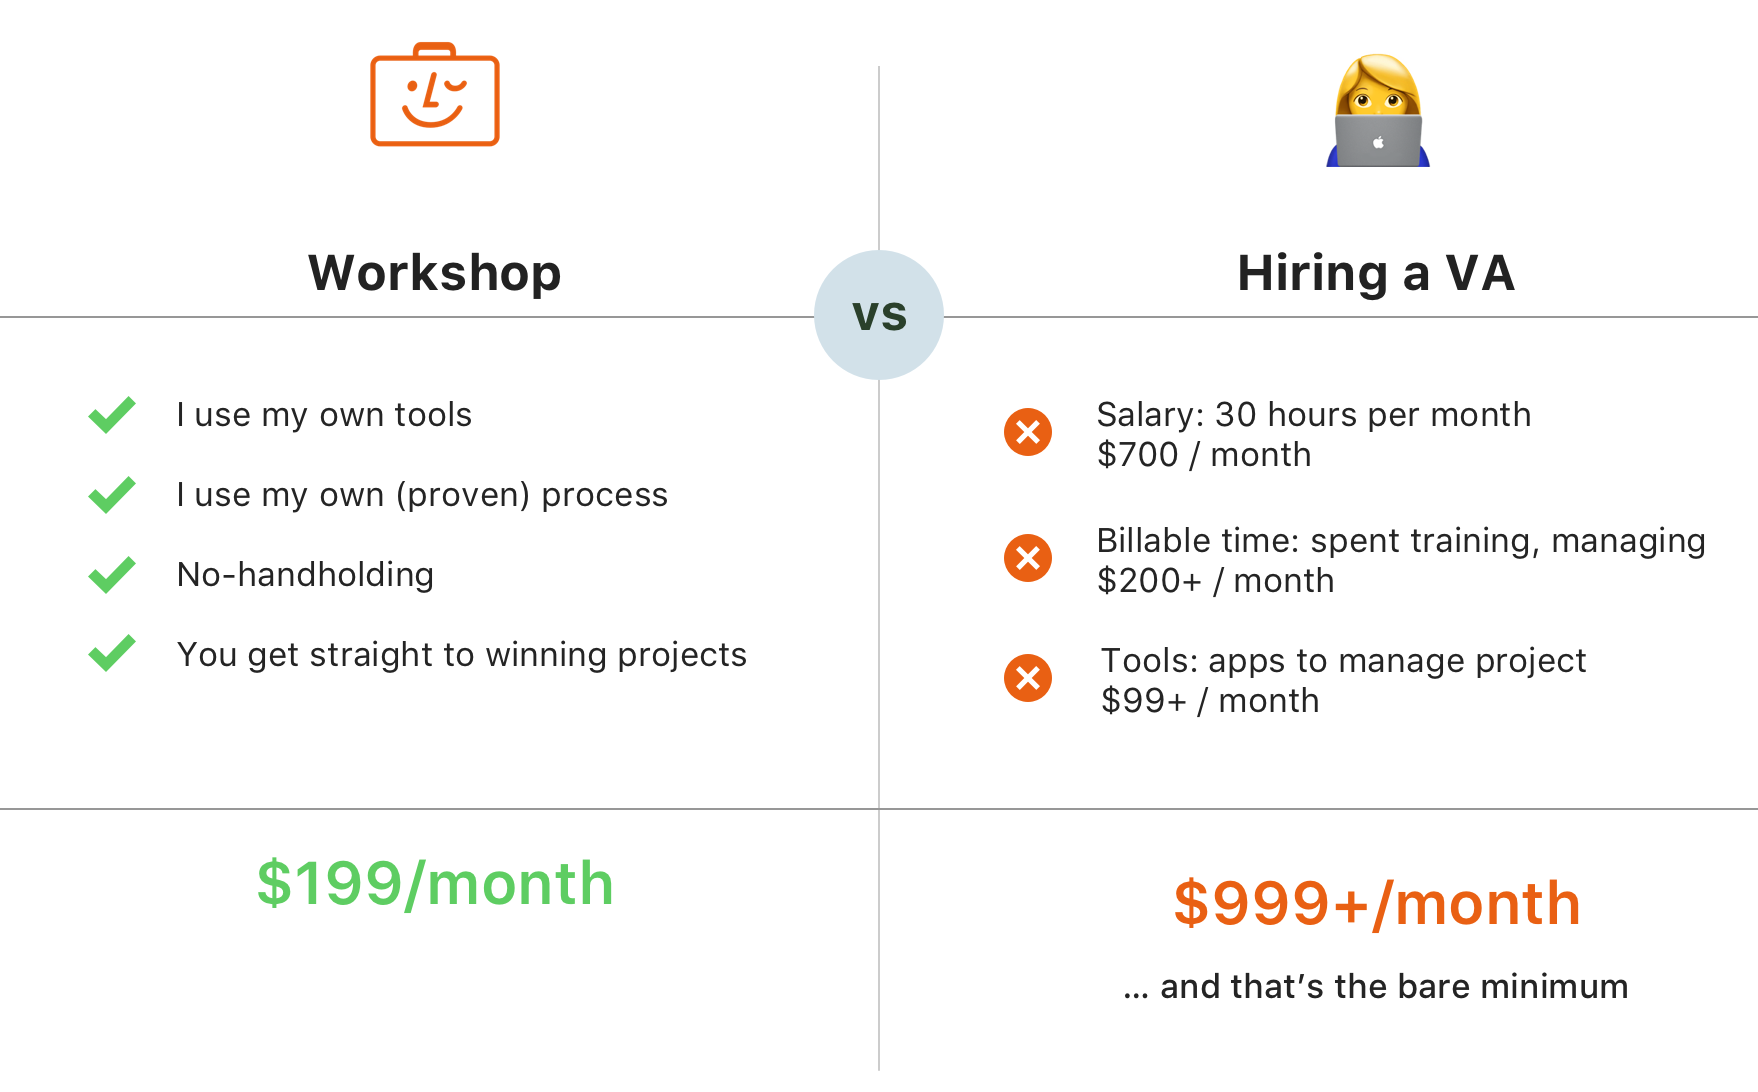 Workshop
vs
Hiring a VA
I use my own tools
I use my own (proven) process
No-handholding
You get straight to winning projects
$199/month
Salary: 30 hours per month
$700 / month
Billable time: spent training, managing
$200+ / month
Tools: apps to manage project
$99+ / month
$999+/month
... and that’s the bare minimum